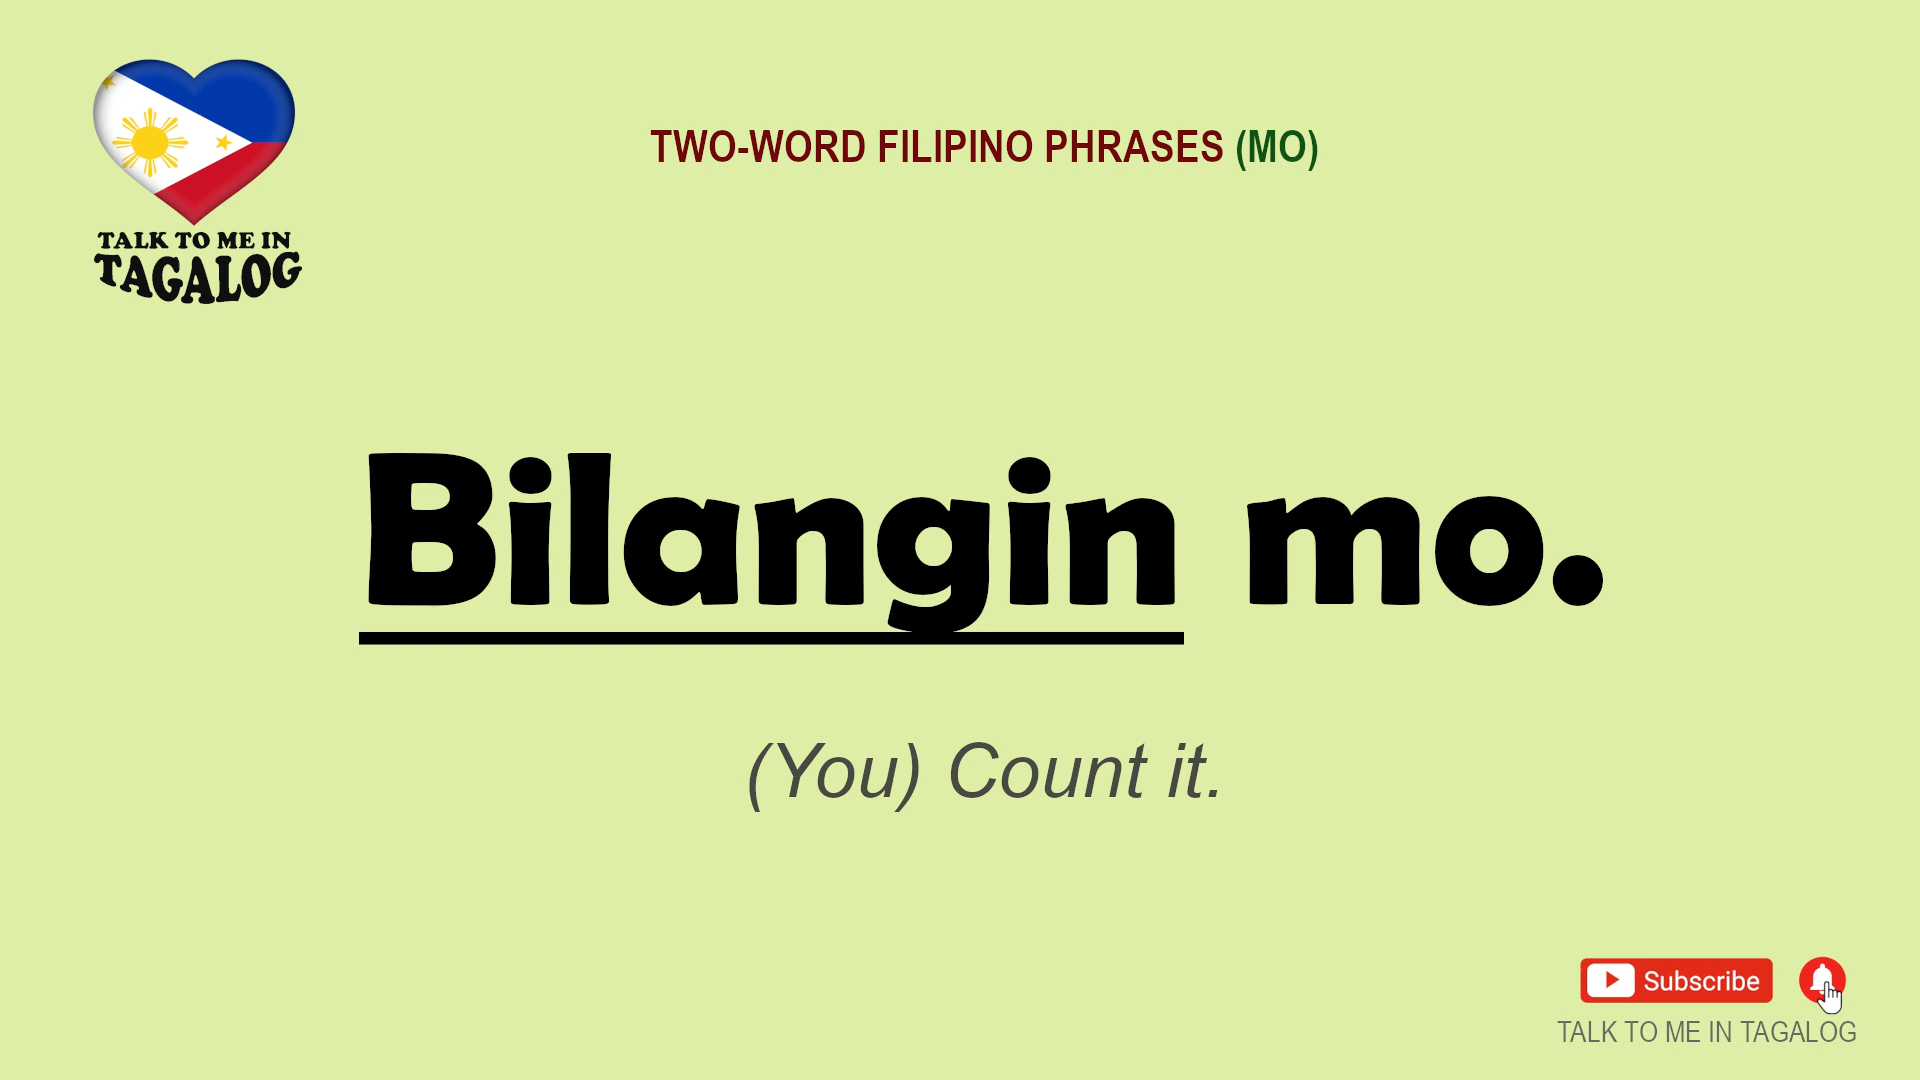 TALK TO ME IN
TAGALOG
TWO-WORD FILIPINO PHRASES (MO)
Bilangin mo.
(You) Count it.
Subscribe
TALK TO ME IN TAGALOG